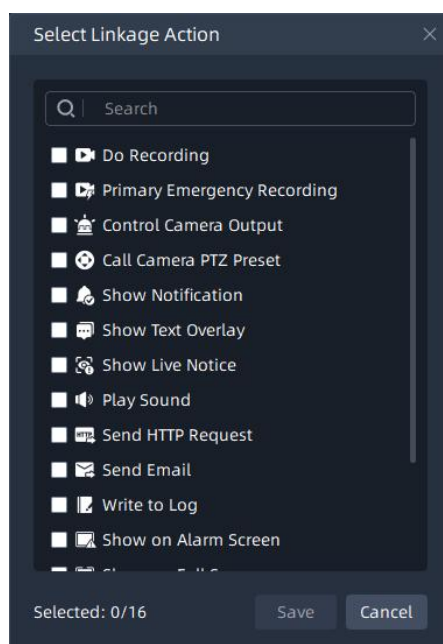 Select Linkage Action
Search
Do Recording
Primary Emergency Recording
Control Camera Output
Call Camera PTZ Preset
Show Notification
Show Text Overlay
Show Live Notice
Play Sound
HTTP Send HTTP Request
Send Email
Write to Log
Show on Alarm Screen
Selected: 0/16
Save
Cancel